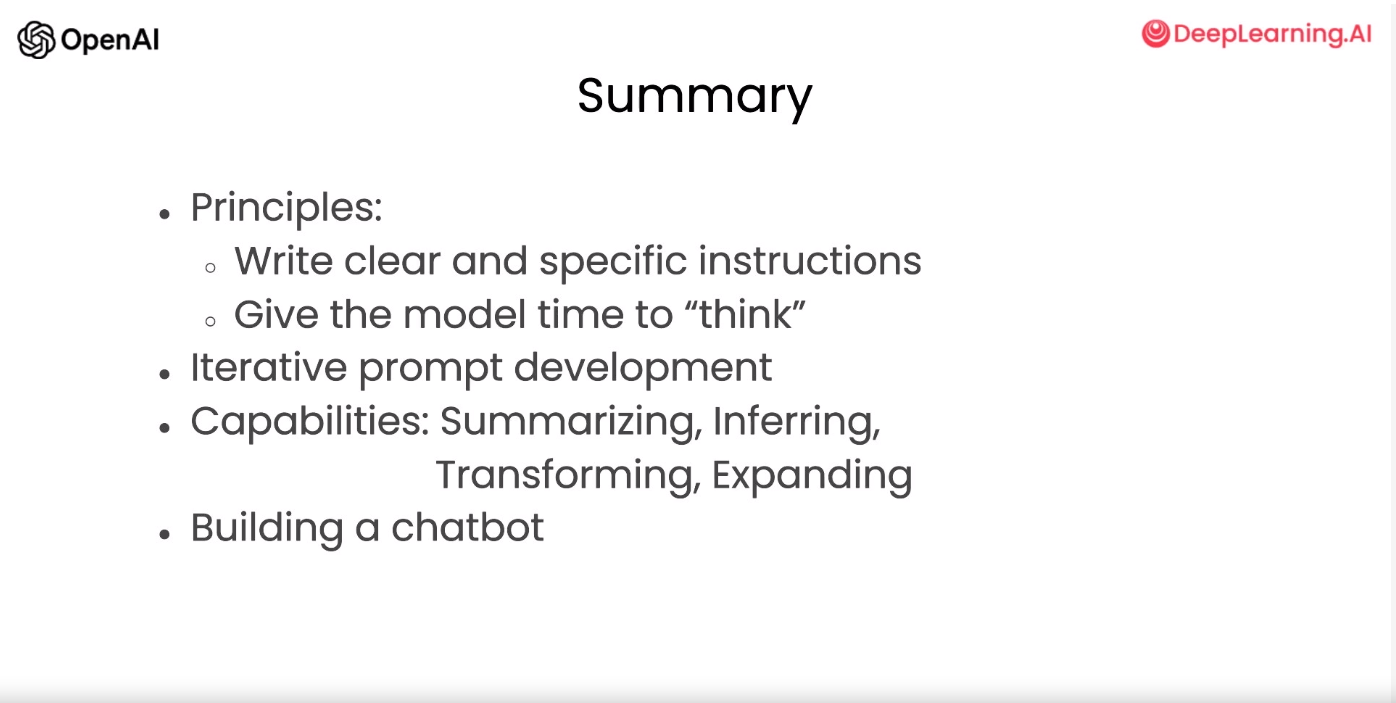 OpenAI
DeepLearning.AI
Summary
• Principles:
○ Write clear and specific instructions
○ Give the model time to “think”
• Iterative prompt development
• Capabilities: Summarizing, Inferring,
Transforming, Expanding
• Building a chatbot